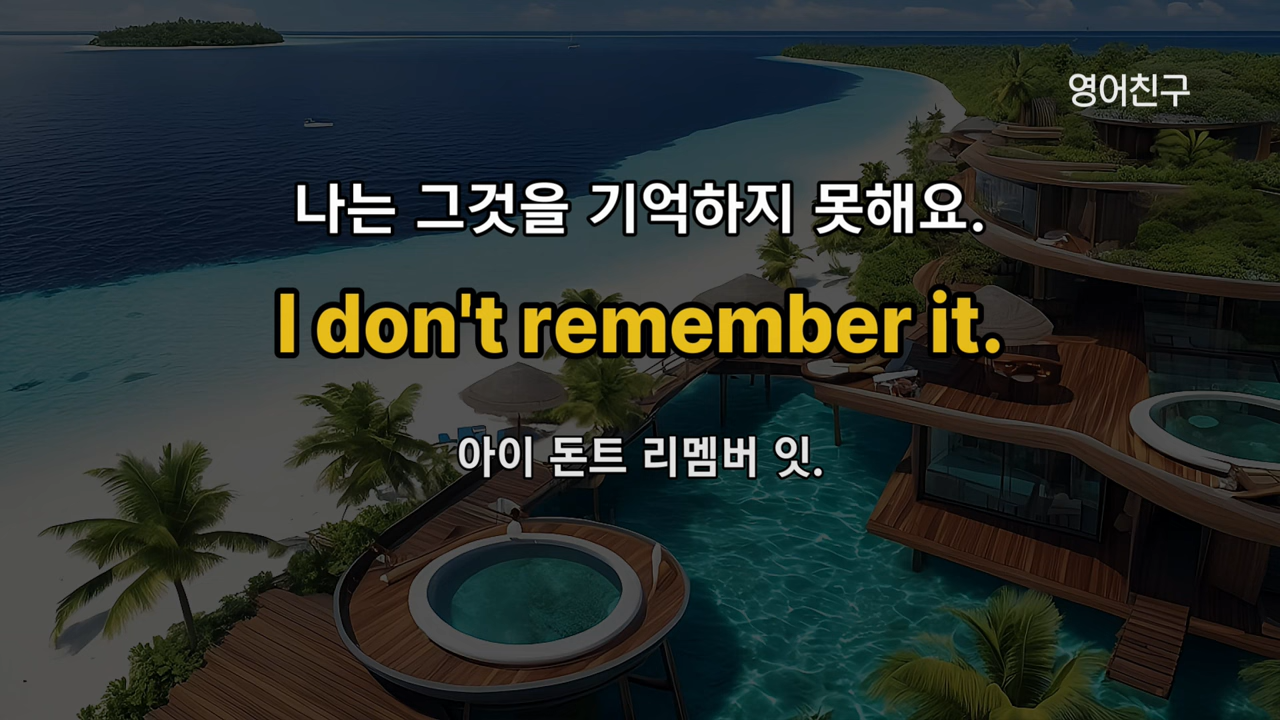 영어친구
나는 그것을 기억하지 못해요.
I don't remember it.
아이 돈트 리멤버 잇.